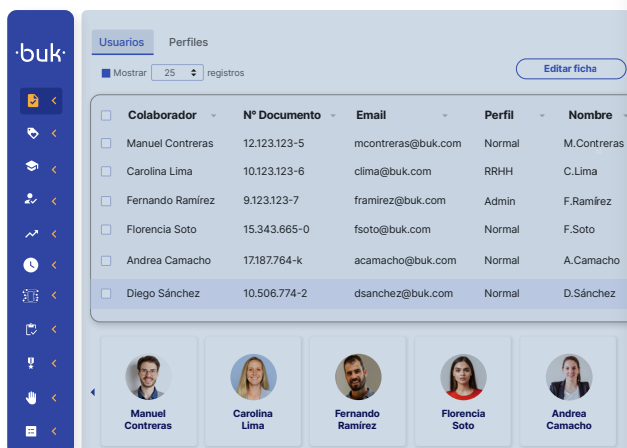 ·buk·
Usuarios Perfiles
Mostrar 25 registros
Editar ficha
Colaborador N° Documento Email Perfil Nombre
Manuel Contreras 12.123.123-5 mcontreras@buk.com Normal M.Contreras
Carolina Lima 10.123.123-6 clima@buk.com RRHH C.Lima
Fernando Ramírez 9.123.123-7 framirez@buk.com Admin F.Ramírez
Florencia Soto 15.343.665-0 fsoto@buk.com Normal F.Soto
Andrea Camacho 17.187.764-k acamacho@buk.com Normal A.Camacho
Diego Sánchez 10.506.774-2 dsanchez@buk.com Normal D.Sánchez
Manuel Contreras
Carolina Lima
Fernando Ramírez
Florencia Soto
Andrea Camacho